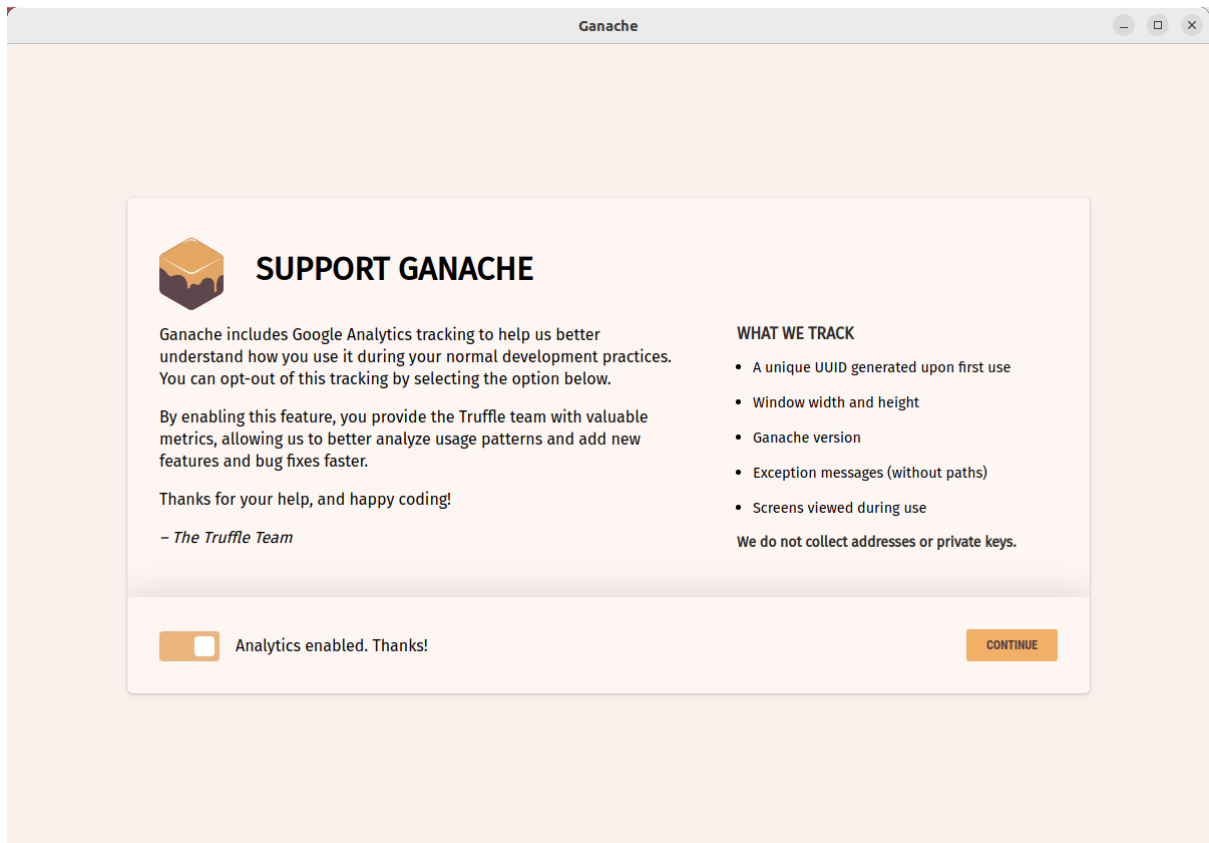 Ganache
SUPPORT GANACHE
Ganache includes Google Analytics tracking to help us better
understand how you use it during your normal development practices.
You can opt-out of this tracking by selecting the option below.
By enabling this feature, you provide the Truffle team with valuable
metrics, allowing us to better analyze usage patterns and add new
features and bug fixes faster.
Thanks for your help, and happy coding!
– The Truffle Team
WHAT WE TRACK
• A unique UUID generated upon first use
• Window width and height
• Ganache version
• Exception messages (without paths)
• Screens viewed during use
We do not collect addresses or private keys.
Analytics enabled. Thanks!
CONTINUE